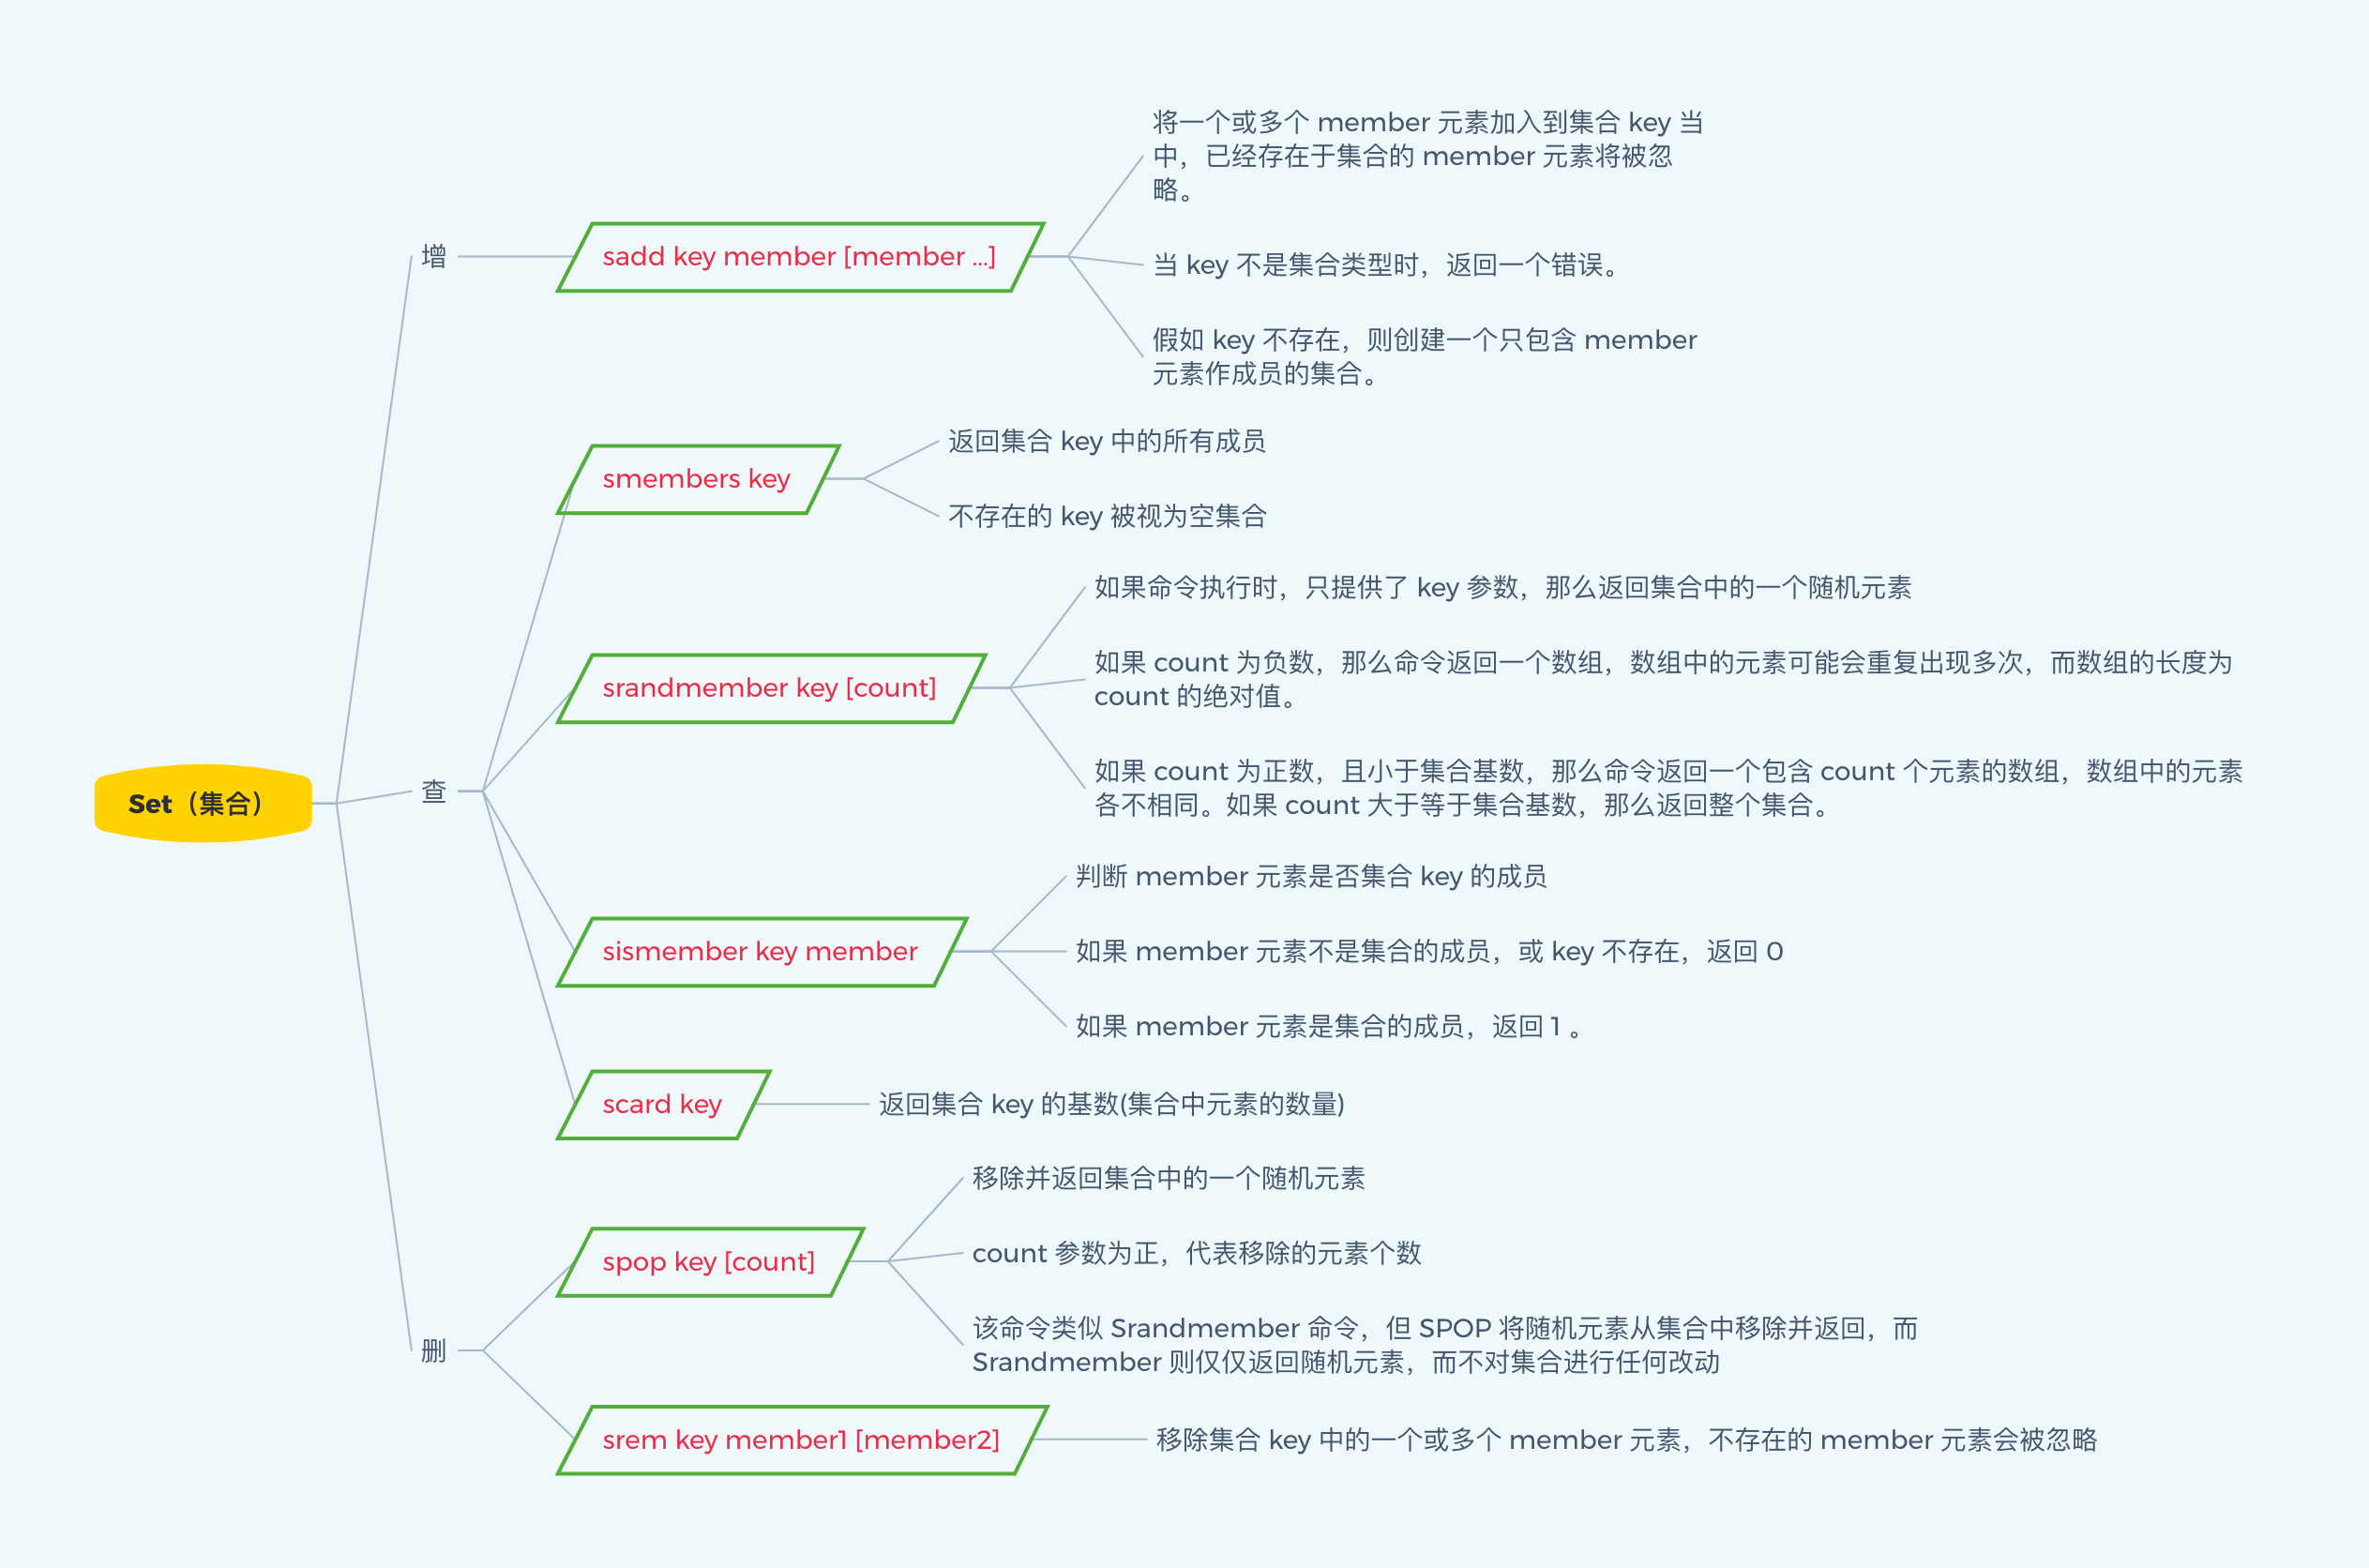 Set（集合）
增
sadd key member [member ...]
将一个或多个 member 元素加入到集合 key 当
中，已经存在于集合的 member 元素将被忽
略。
当 key 不是集合类型时，返回一个错误。
假如 key 不存在，则创建一个只包含 member
元素作成员的集合。
查
smembers key
返回集合 key 中的所有成员
不存在的 key 被视为空集合
srandmember key [count]
如果命令执行时，只提供了 key 参数，那么返回集合中的一个随机元素
如果 count 为负数，那么命令返回一个数组，数组中的元素可能会重复出现多次，而数组的长度为
count 的绝对值。
如果 count 为正数，且小于集合基数，那么命令返回一个包含 count 个元素的数组，数组中的元素
各不相同。如果 count 大于等于集合基数，那么返回整个集合。
sismember key member
判断 member 元素是否集合 key 的成员
如果 member 元素不是集合的成员，或 key 不存在，返回 0
如果 member 元素是集合的成员，返回 1 。
scard key
返回集合 key 的基数(集合中元素的数量)
删
spop key [count]
移除并返回集合中的一个随机元素
count 参数为正，代表移除的元素个数
该命令类似 Srandmember 命令，但 SPOP 将随机元素从集合中移除并返回，而
Srandmember 则仅仅返回随机元素，而不对集合进行任何改动
srem key member1 [member2]
移除集合 key 中的一个或多个 member 元素，不存在的 member 元素会被忽略